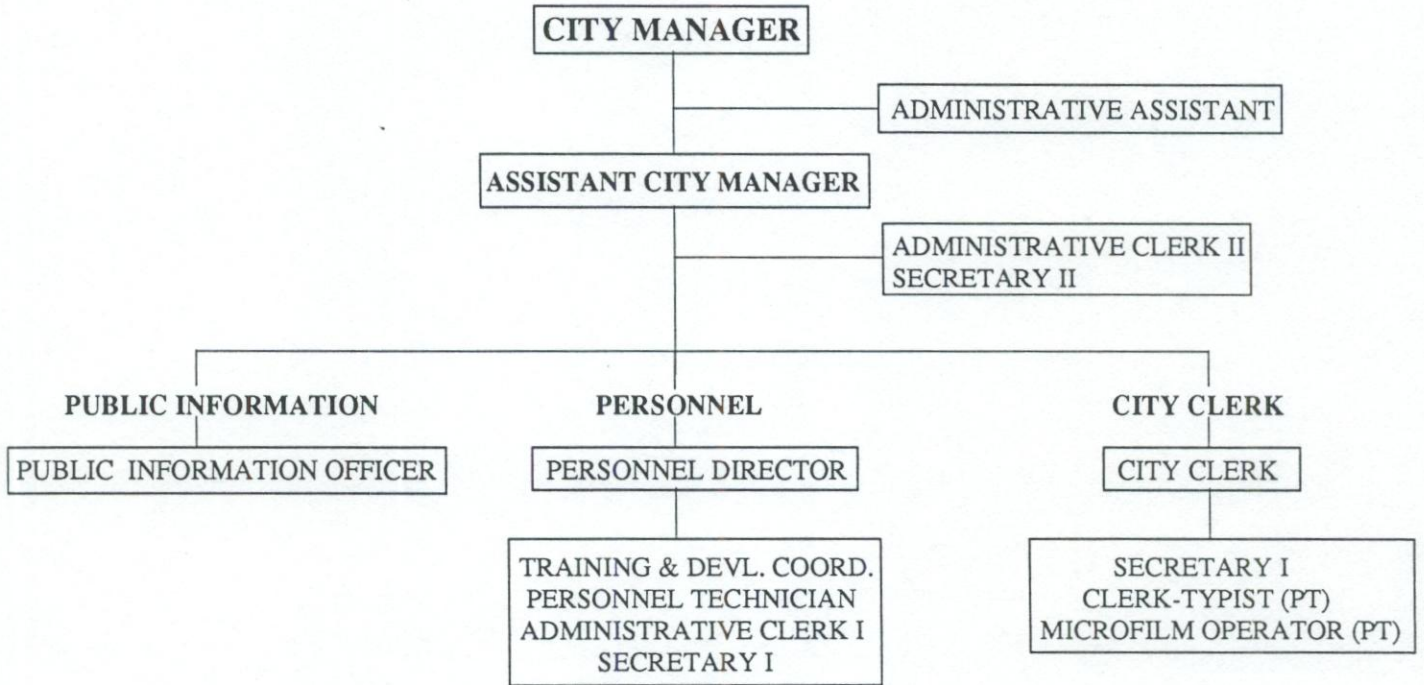 CITY MANAGER
ADMINISTRATIVE ASSISTANT
ASSISTANT CITY MANAGER
ADMINISTRATIVE CLERK II
SECRETARY II
PUBLIC INFORMATION
PUBLIC INFORMATION OFFICER
PERSONNEL
PERSONNEL DIRECTOR
TRAINING & DEVL. COORD.
PERSONNEL TECHNICIAN
ADMINISTRATIVE CLERK I
SECRETARY I
CITY CLERK
CITY CLERK
SECRETARY I
CLERK-TYPIST (PT)
MICROFILM OPERATOR (PT)